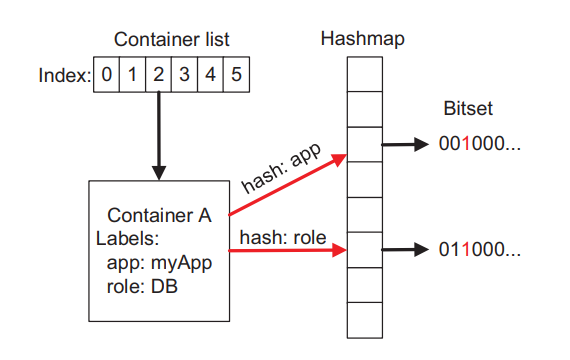 Container list
Hashmap
Index: 0 1 2 3 4 5
Bitset
hash: app
001000...
Container A
Labels:
app: myApp
role: DB
hash: role
011000...